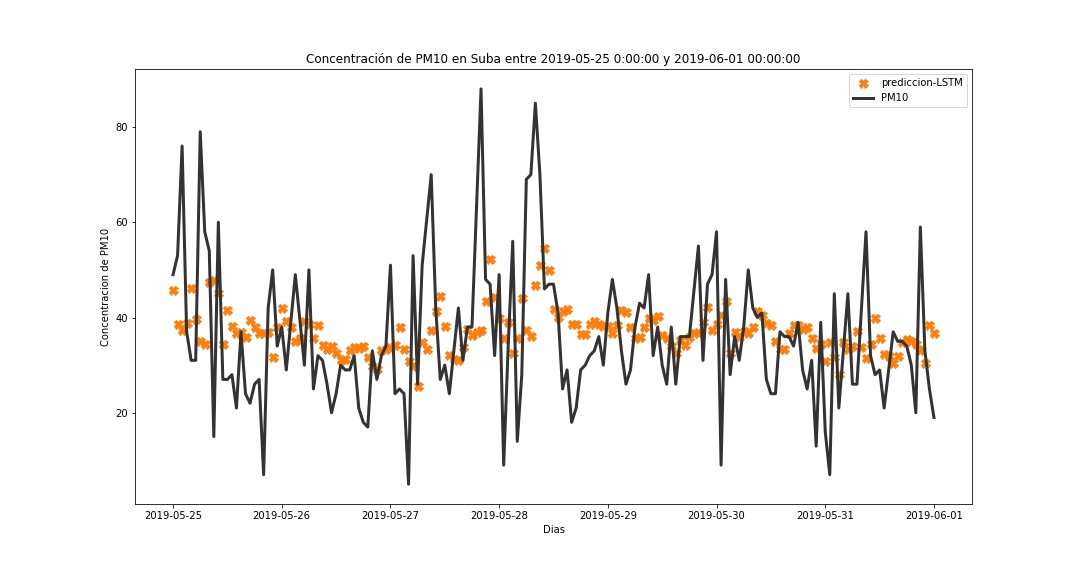 Concentración de PM10 en Suba entre 2019-05-25 0:00:00 y 2019-06-01 00:00:00
prediccion-LSTM
PM10
Concentracion de PM10
80
60
40
20
2019-05-25 2019-05-26 2019-05-27 2019-05-28 2019-05-29 2019-05-30 2019-05-31 2019-06-01
Dias